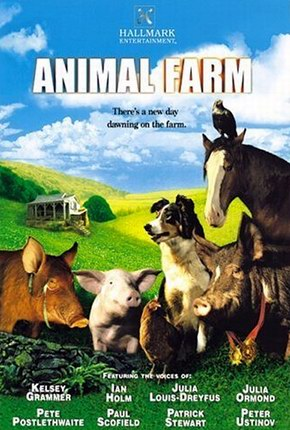 HALLMARK
ENTERTAINMENT,
ANIMAL FARM
There's a new day
dawning on the farm.
FEATURING THE VOICES OF:
KELSEY GRAMMER
IAN HOLM
JULIA LOUIS-DREYFUS
JULIA ORMOND
PETE POSTLETHWAITE
PAUL SCOFIELD
PATRICK STEWART
PETER USTINOV